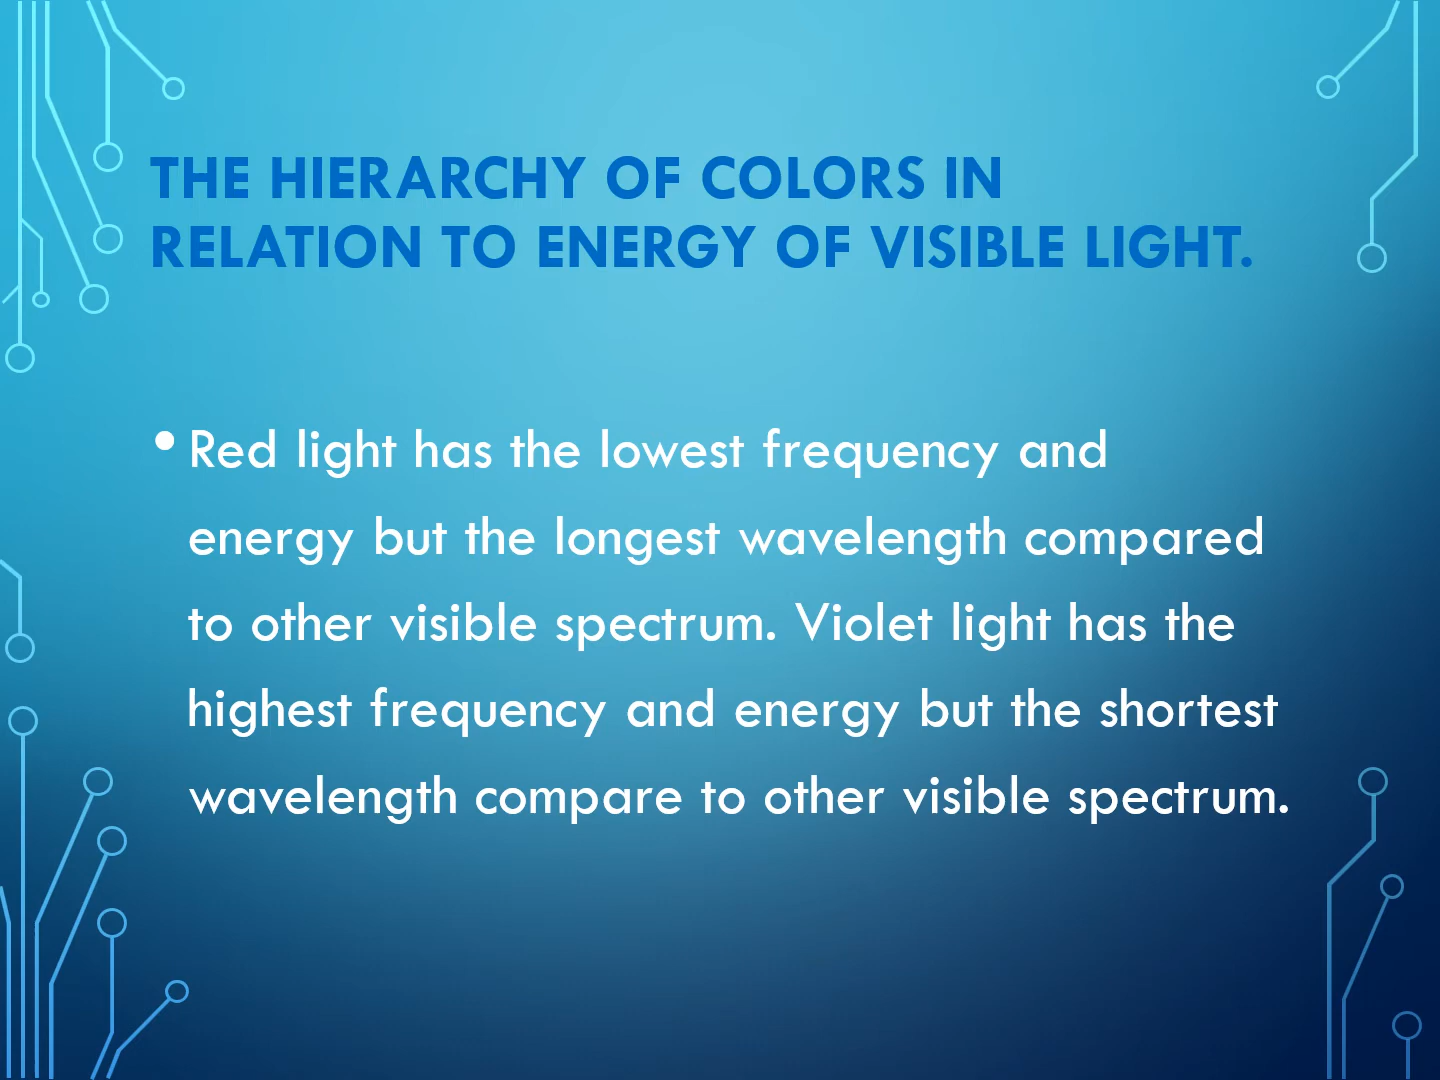 THE HIERARCHY OF COLORS IN
RELATION TO ENERGY OF VISIBLE LIGHT.
• Red light has the lowest frequency and
energy but the longest wavelength compared
to other visible spectrum. Violet light has the
highest frequency and energy but the shortest
wavelength compare to other visible spectrum.